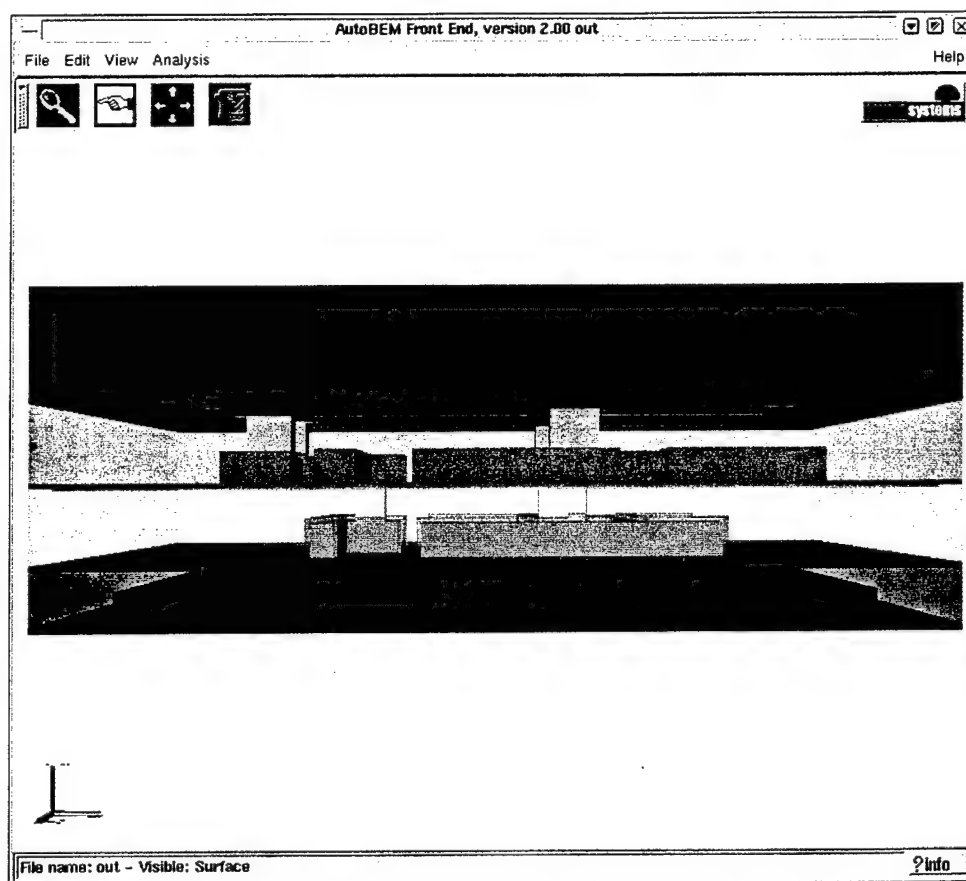 AutoBEM Front End, version 2.00 out
File Edit View Analysis Help
systems
File name: out - Visible: Surface
?info